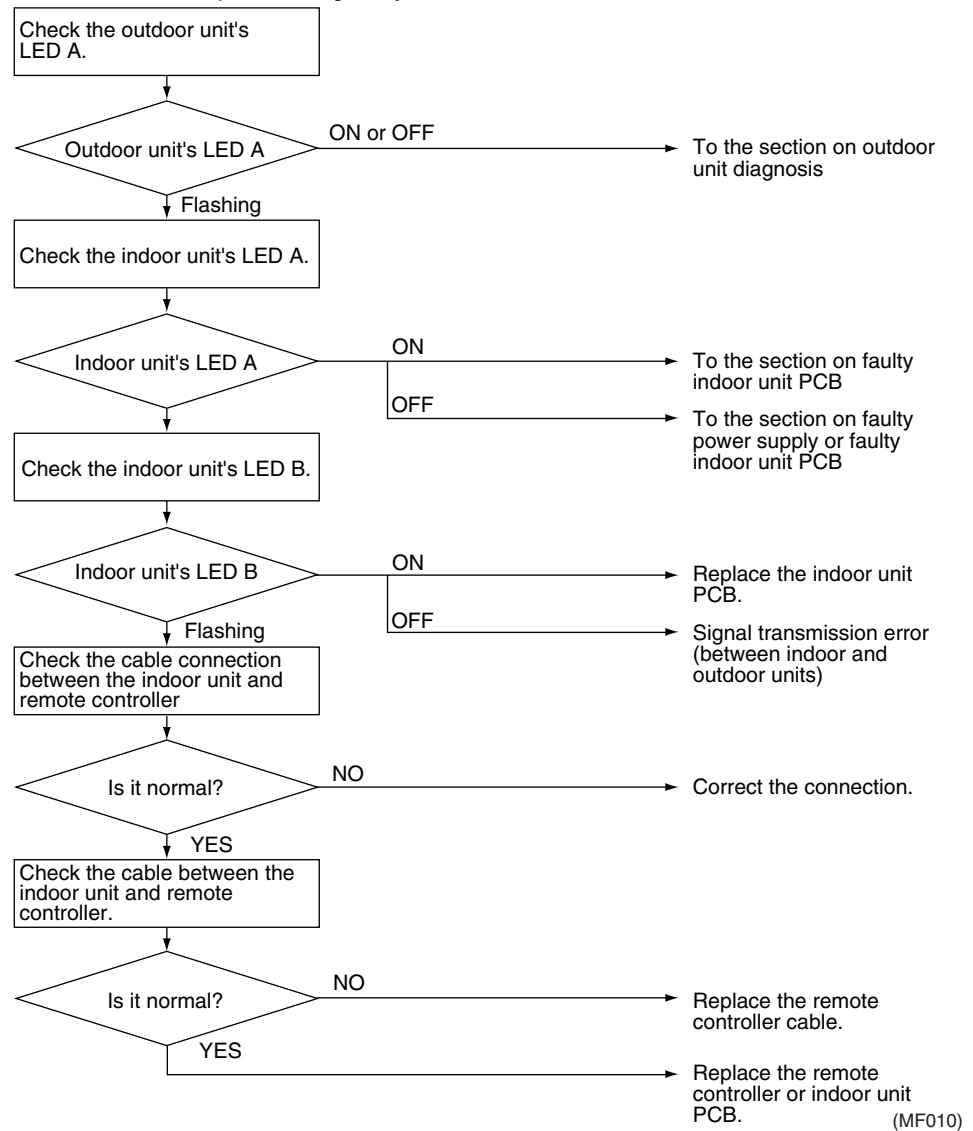 Check the outdoor unit's
LED A.
Outdoor unit's LED A
ON or OFF
To the section on outdoor
unit diagnosis
Flashing
Check the indoor unit's LED A.
Indoor unit's LED A
ON
To the section on faulty
indoor unit PCB
OFF
To the section on faulty
power supply or faulty
indoor unit PCB
Check the indoor unit's LED B.
Indoor unit's LED B
ON
Replace the indoor unit
PCB.
OFF
Signal transmission error
(between indoor and
outdoor units)
Flashing
Check the cable connection
between the indoor unit and
remote controller
Is it normal?
NO
Correct the connection.
YES
Check the cable between the
indoor unit and remote
controller.
Is it normal?
NO
Replace the remote
controller cable.
YES
Replace the remote
controller or indoor unit
PCB.
(MF010)